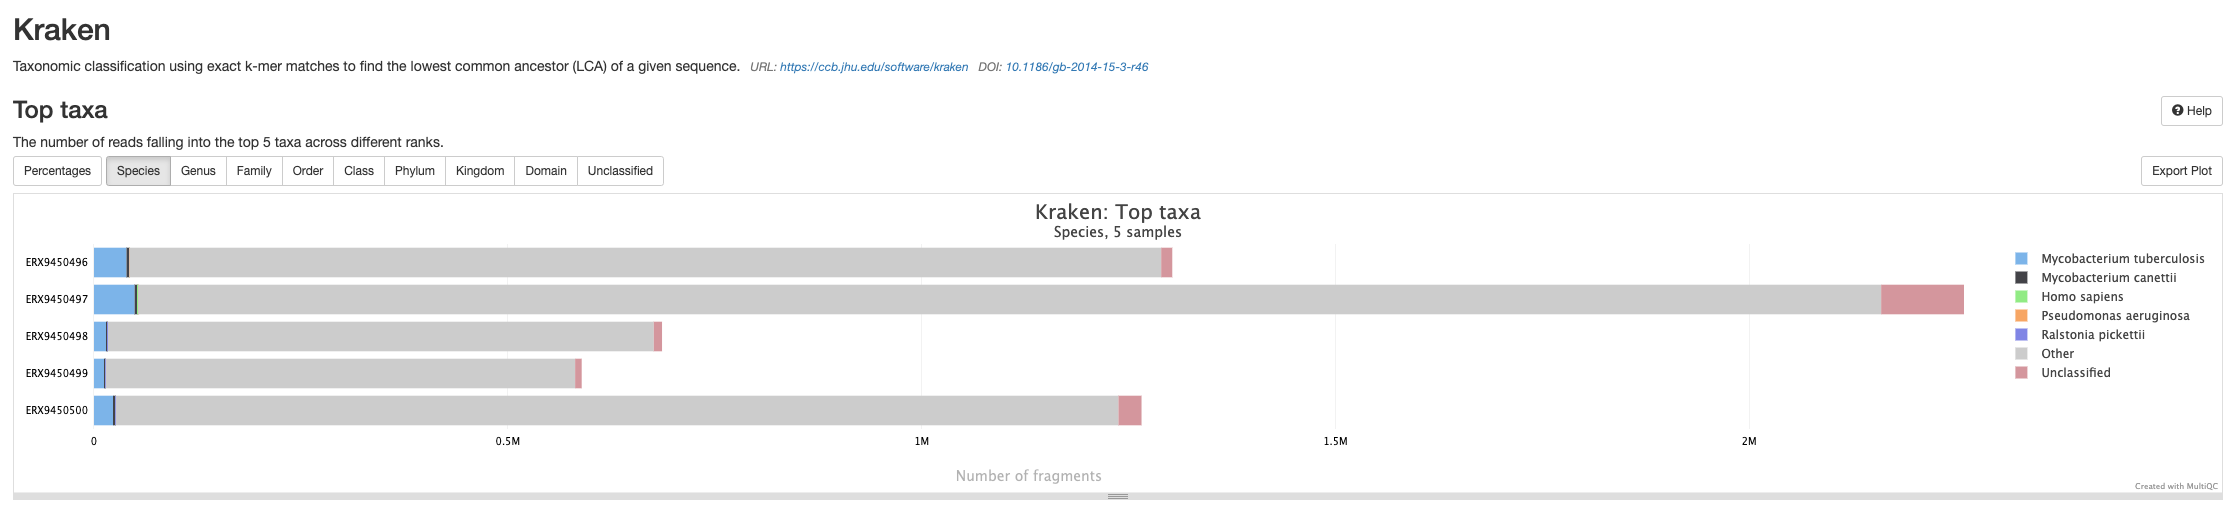 Kraken
Taxonomic classification using exact k-mer matches to find the lowest common ancestor (LCA) of a given sequence. URL: https://ccb.jhu.edu/software/kraken DOI: 10.1186/gb-2014-15-3-r46
Top taxa
Help
The number of reads falling into the top 5 taxa across different ranks.
Percentages Species Genus Family Order Class Phylum Kingdom Domain Unclassified Export Plot
Kraken: Top taxa
Species, 5 samples
ERX9450496
ERX9450497
ERX9450498
ERX9450499
ERX9450500
Mycobacterium tuberculosis
Mycobacterium canettii
Homo sapiens
Pseudomonas aeruginosa
Ralstonia pickettii
Other
Unclassified
0 0.5M 1M 1.5M 2M
Number of fragments
Created with MultiQC